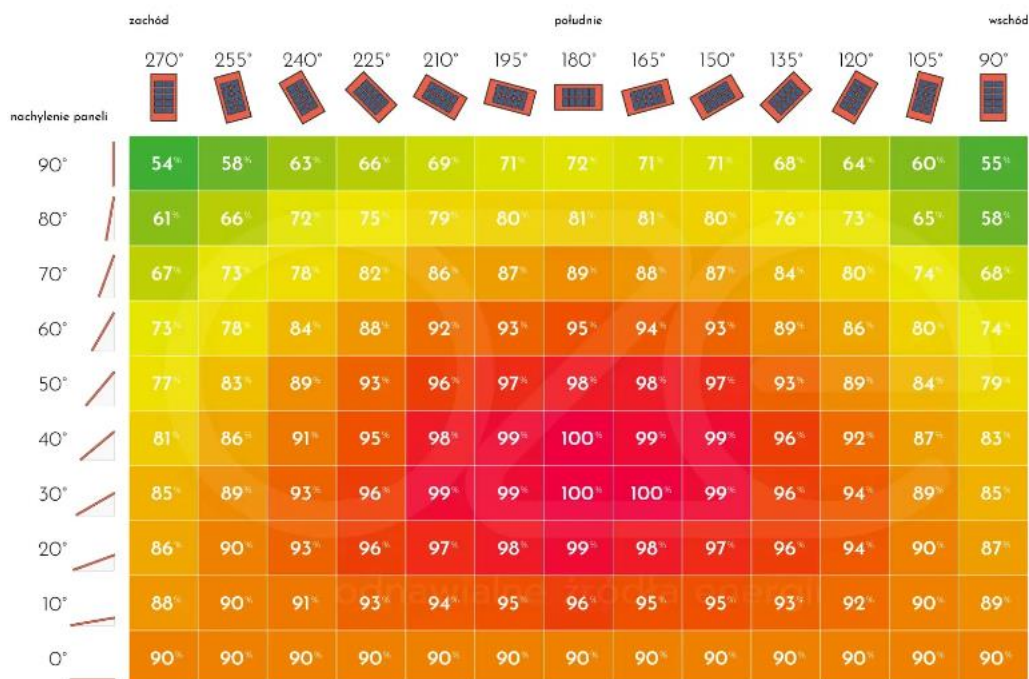 zachód południe wschód
270° 255° 240° 225° 210° 195° 180° 165° 150° 135° 120° 105° 90°
nachylenie paneli
90° 54% 58% 63% 66% 69% 71% 72% 71% 71% 68% 64% 60% 55%
80° 61% 66% 72% 75% 79% 80% 81% 81% 80% 76% 73% 65% 58%
70° 67% 73% 78% 82% 86% 87% 89% 88% 87% 84% 80% 74% 68%
60° 73% 78% 84% 88% 92% 93% 95% 94% 93% 89% 86% 80% 74%
50° 77% 83% 89% 93% 96% 97% 98% 98% 97% 93% 89% 84% 79%
40° 81% 86% 91% 95% 98% 99% 100% 99% 99% 96% 92% 87% 83%
30° 85% 89% 93% 96% 99% 99% 100% 100% 99% 96% 94% 89% 85%
20° 86% 90% 93% 96% 97% 98% 99% 98% 97% 96% 94% 90% 87%
odnawialne źródła energii
10° 88% 90% 91% 93% 94% 95% 96% 95% 95% 93% 92% 90% 89%
0° 90% 90% 90% 90% 90% 90% 90% 90% 90% 90% 90% 90% 90%